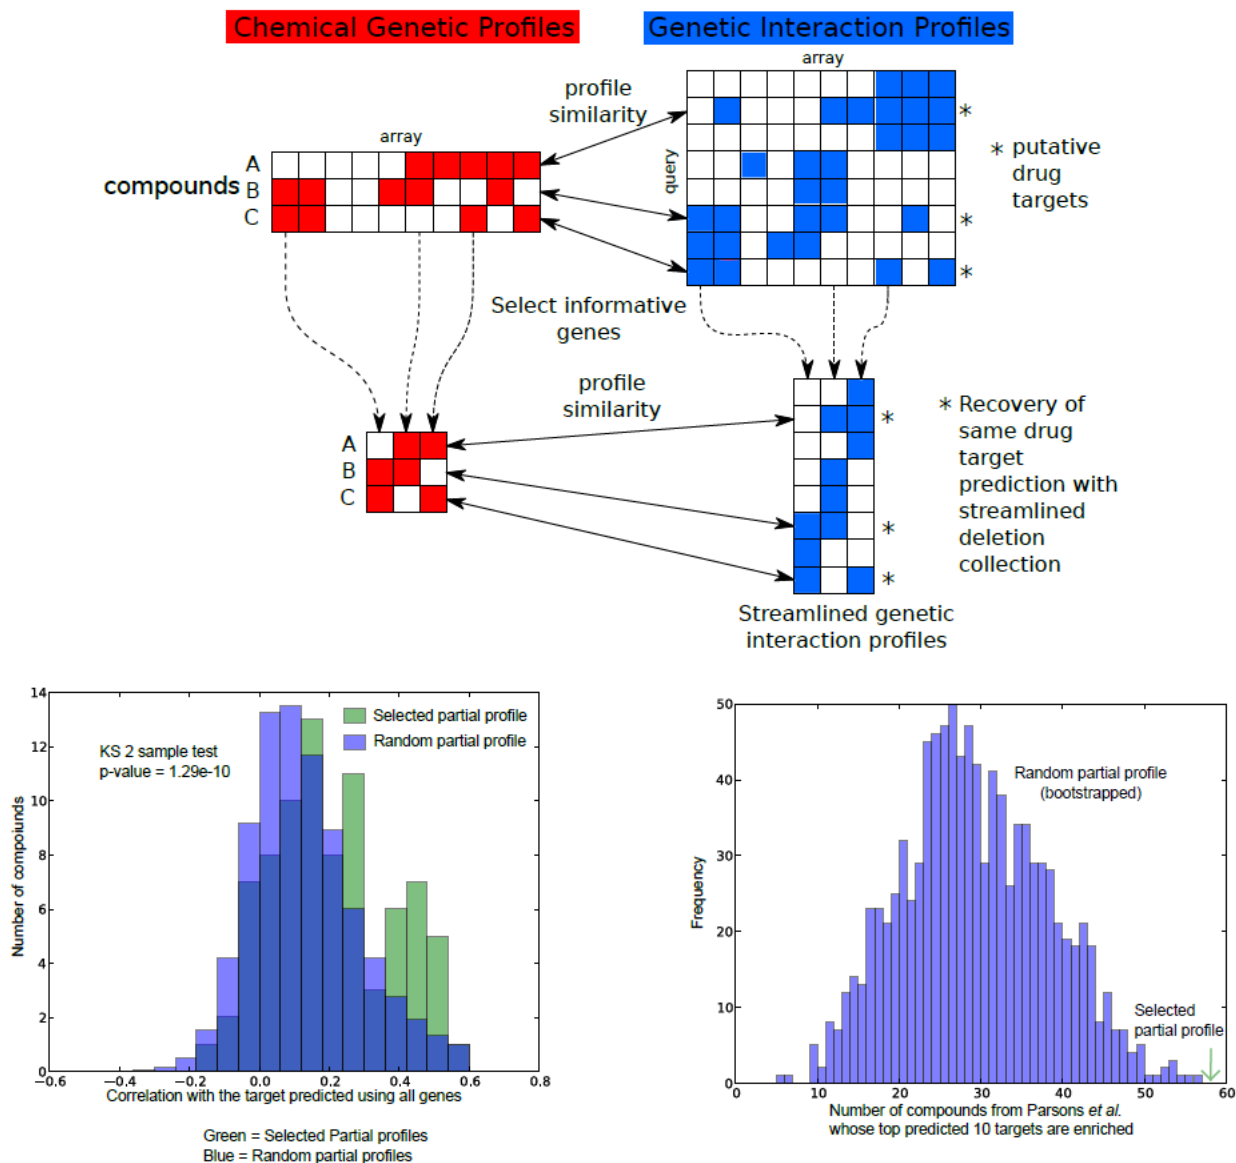 Chemical Genetic Profiles
Genetic Interaction Profiles
array
profile
similarity
*
array
* putative
drug
targets
query
compounds
A
B
C
*
*
Select informative
genes
profile
similarity
A
B
C
*
*
*
* Recovery of
same drug
target
prediction with
streamlined
deletion
collection
Streamlined genetic
interaction profiles
14
12
10
8
6
4
2
0
−0.6
−0.4
−0.2
0.0
0.2
0.4
0.6
0.8
Number of compoiunds
KS 2 sample test
p-value = 1.29e-10
Selected partial profile
Random partial profile
Correlation with the target predicted using all genes
Green = Selected Partial profiles
Blue = Random partial profiles
50
40
30
20
10
0
0
10
20
30
40
50
60
Frequency
Random partial profile
(bootstrapped)
Selected
partial profile
Number of compounds from Parsons et al.
whose top predicted 10 targets are enriched